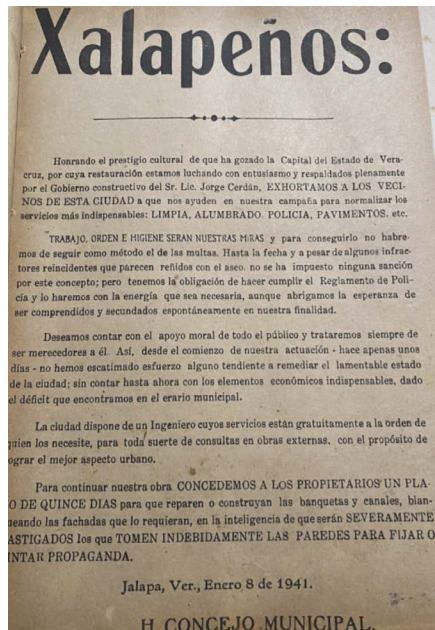 Xalapeños:
Honrando el prestigio cultural de que ha gozado la Capital del Estado de Vera-
cruz, por cuya restauración estamos luchando con entusiasmo y respaldados plenamente
por el Gobierno constructivo del Sr. Lic. Jorge Cerdán, EXHORTAMOS A LOS VECI-
NOS DE ESTA CIUDAD a que nos ayuden en nuestra campaña para normalizar los
servicios más indispensables: LIMPIA, ALUMBRADO. POLICIA, PAVIMENTOS. etc.
TRABAJO, ORDEN E HIGIENE SERAN NUESTRAS MIRAS y para conseguirlo no habre-
mos de seguir como método el de las multas. Hasta la fecha y a pesar de algunos infrac-
tores reincidentes que parecen reñidos con el aseo, no se ha impuesto ninguna sanción
por este concepto; pero tenemos la obligación de hacer cumplir el Reglamento de Poli-
cía y lo haremos con la energía que sea necesaria, aunque abrigamos la esperanza de
ser comprendidos y secundados espontáneamente en nuestra finalidad.
Deseamos contar con el apoyo moral de todo el público y trataremos siempre de
ser merecedores a él. Así, desde el comienzo de nuestra actuación - hace apenas unos
días - no hemos escatimado esfuerzo alguno tendiente a remediar el lamentable estado
de la ciudad; sin contar hasta ahora con los elementos económicos indispensables, dado
el déficit que encontramos en el erario municipal.
La ciudad dispone de un Ingeniero cuyos servicios están gratuitamente a la orden de
quien los necesite, para toda suerte de consultas en obras externas, con el propósito de
ograr el mejor aspecto urbano.
Para continuar nuestra obra CONCEDEMOS A LOS PROPIETARIOS UN PLA-
O DE QUINCE DIAS para que reparen o construyan las banquetas y canales, blan-
ueando las fachadas que lo requieran, en la inteligencia de que serán SEVERAMENTE
ASTIGADOS los que TOMEN INDEBIDAMENTE LAS PAREDES PARA FIJAR O
INTAR PROPAGANDA.
Jalapa, Ver., Enero 8 de 1941.
H. CONCEJO MUNICIPAL.